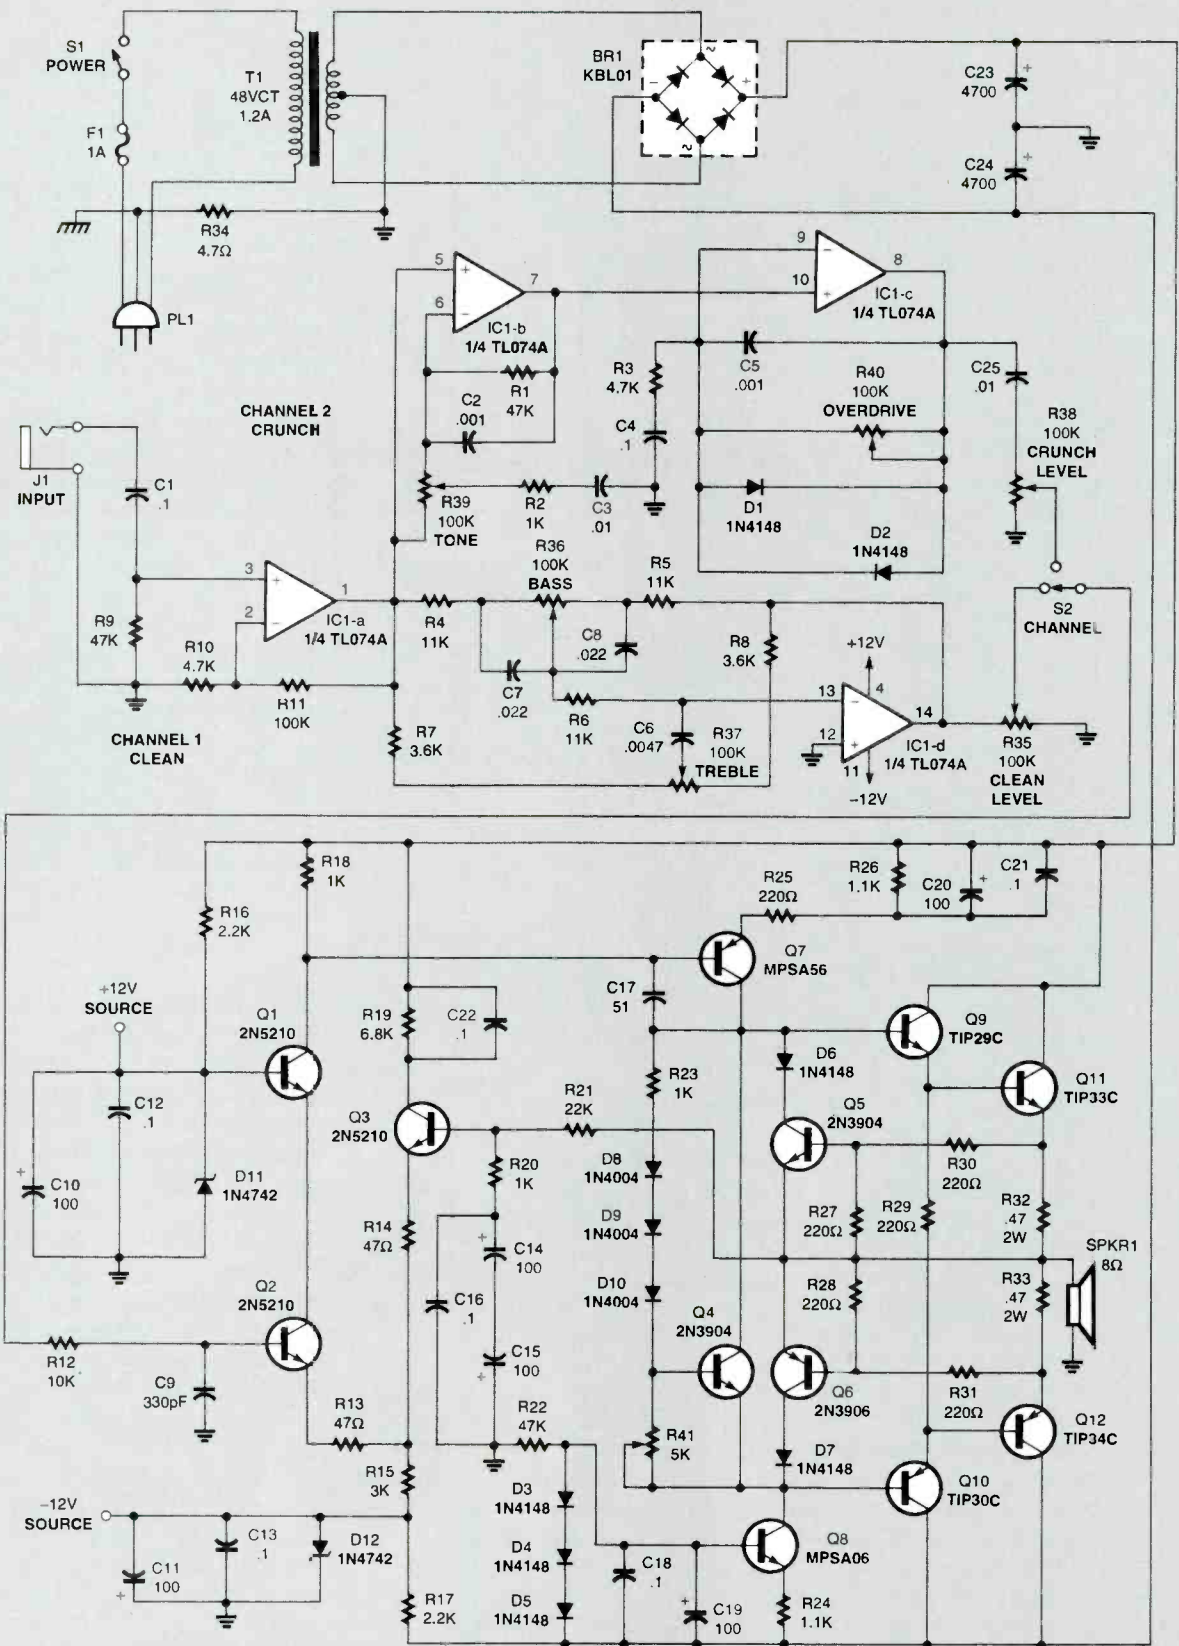 S1
POWER
T1
48VCT
1.2A
BR1
KBL01
~
-
+
~
C23
4700
+
F1
1A
C24
4700
+
R34
4.7Ω
PL1
5
+
6
-
7
IC1-b
1/4 TL074A
9
-
10
+
8
IC1-c
1/4 TL074A
R1
47K
C2
.001
R3
4.7K
C4
.1
C5
.001
R40
100K
OVERDRIVE
C25
.01
R38
100K
CRUNCH
LEVEL
CHANNEL 2
CRUNCH
J1
INPUT
C1
.1
R39
100K
TONE
R2
1K
C3
.01
D1
1N4148
D2
1N4148
R36
100K
BASS
R5
11K
S2
CHANNEL
3
+
2
-
1
IC1-a
1/4 TL074A
R9
47K
R10
4.7K
R11
100K
R4
11K
C7
.022
C8
.022
R8
3.6K
+12V
4
R6
11K
C6
.0047
R37
100K
TREBLE
13
-
12
+
11
14
IC1-d
1/4 TL074A
-12V
R35
100K
CLEAN
LEVEL
R7
3.6K
CHANNEL 1
CLEAN
R18
1K
R16
2.2K
R25
220Ω
R26
1.1K
C20
100
+
C21
.1
Q7
MPSA56
+12V
SOURCE
Q1
2N5210
R19
6.8K
C22
.1
C17
51
Q9
TIP29C
D6
1N4148
C12
.1
Q3
2N5210
R21
22K
R23
1K
Q5
2N3904
Q11
TIP33C
+
C10
100
D11
1N4742
R20
1K
D8
1N4004
R30
220Ω
R14
47Ω
+
C14
100
D9
1N4004
R27
220Ω
R29
220Ω
R32
.47
2W
SPKR1
8Ω
Q2
2N5210
C16
.1
D10
1N4004
Q4
2N3904
R28
220Ω
R33
.47
2W
R12
10K
C9
330pF
C15
100
+
R22
47K
Q6
2N3906
R31
220Ω
Q12
TIP34C
R13
47Ω
R41
5K
D7
1N4148
R15
3K
Q10
TIP30C
-12V
SOURCE
D3
1N4148
C11
100
+
C13
.1
D12
1N4742
D4
1N4148
C18
.1
Q8
MPSA06
R17
2.2K
D5
1N4148
+
C19
100
R24
1.1K